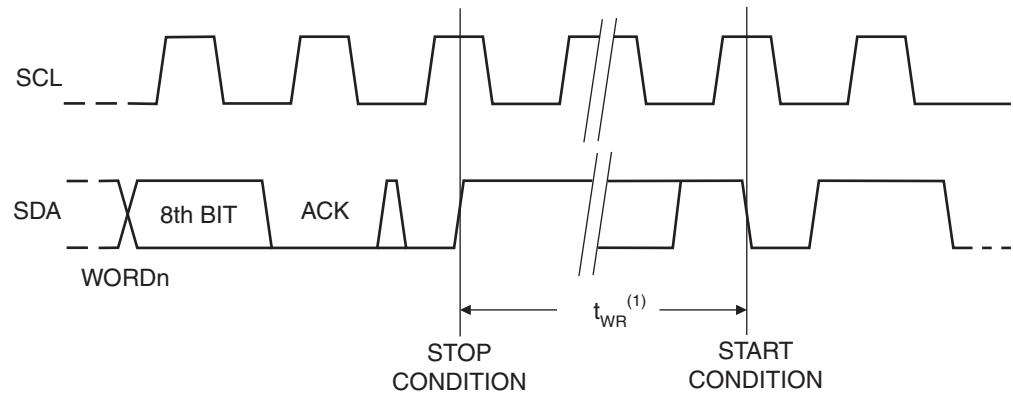 SCL
SDA
8th BIT
ACK
WORDn
tWR(1)
STOP
CONDITION
START
CONDITION